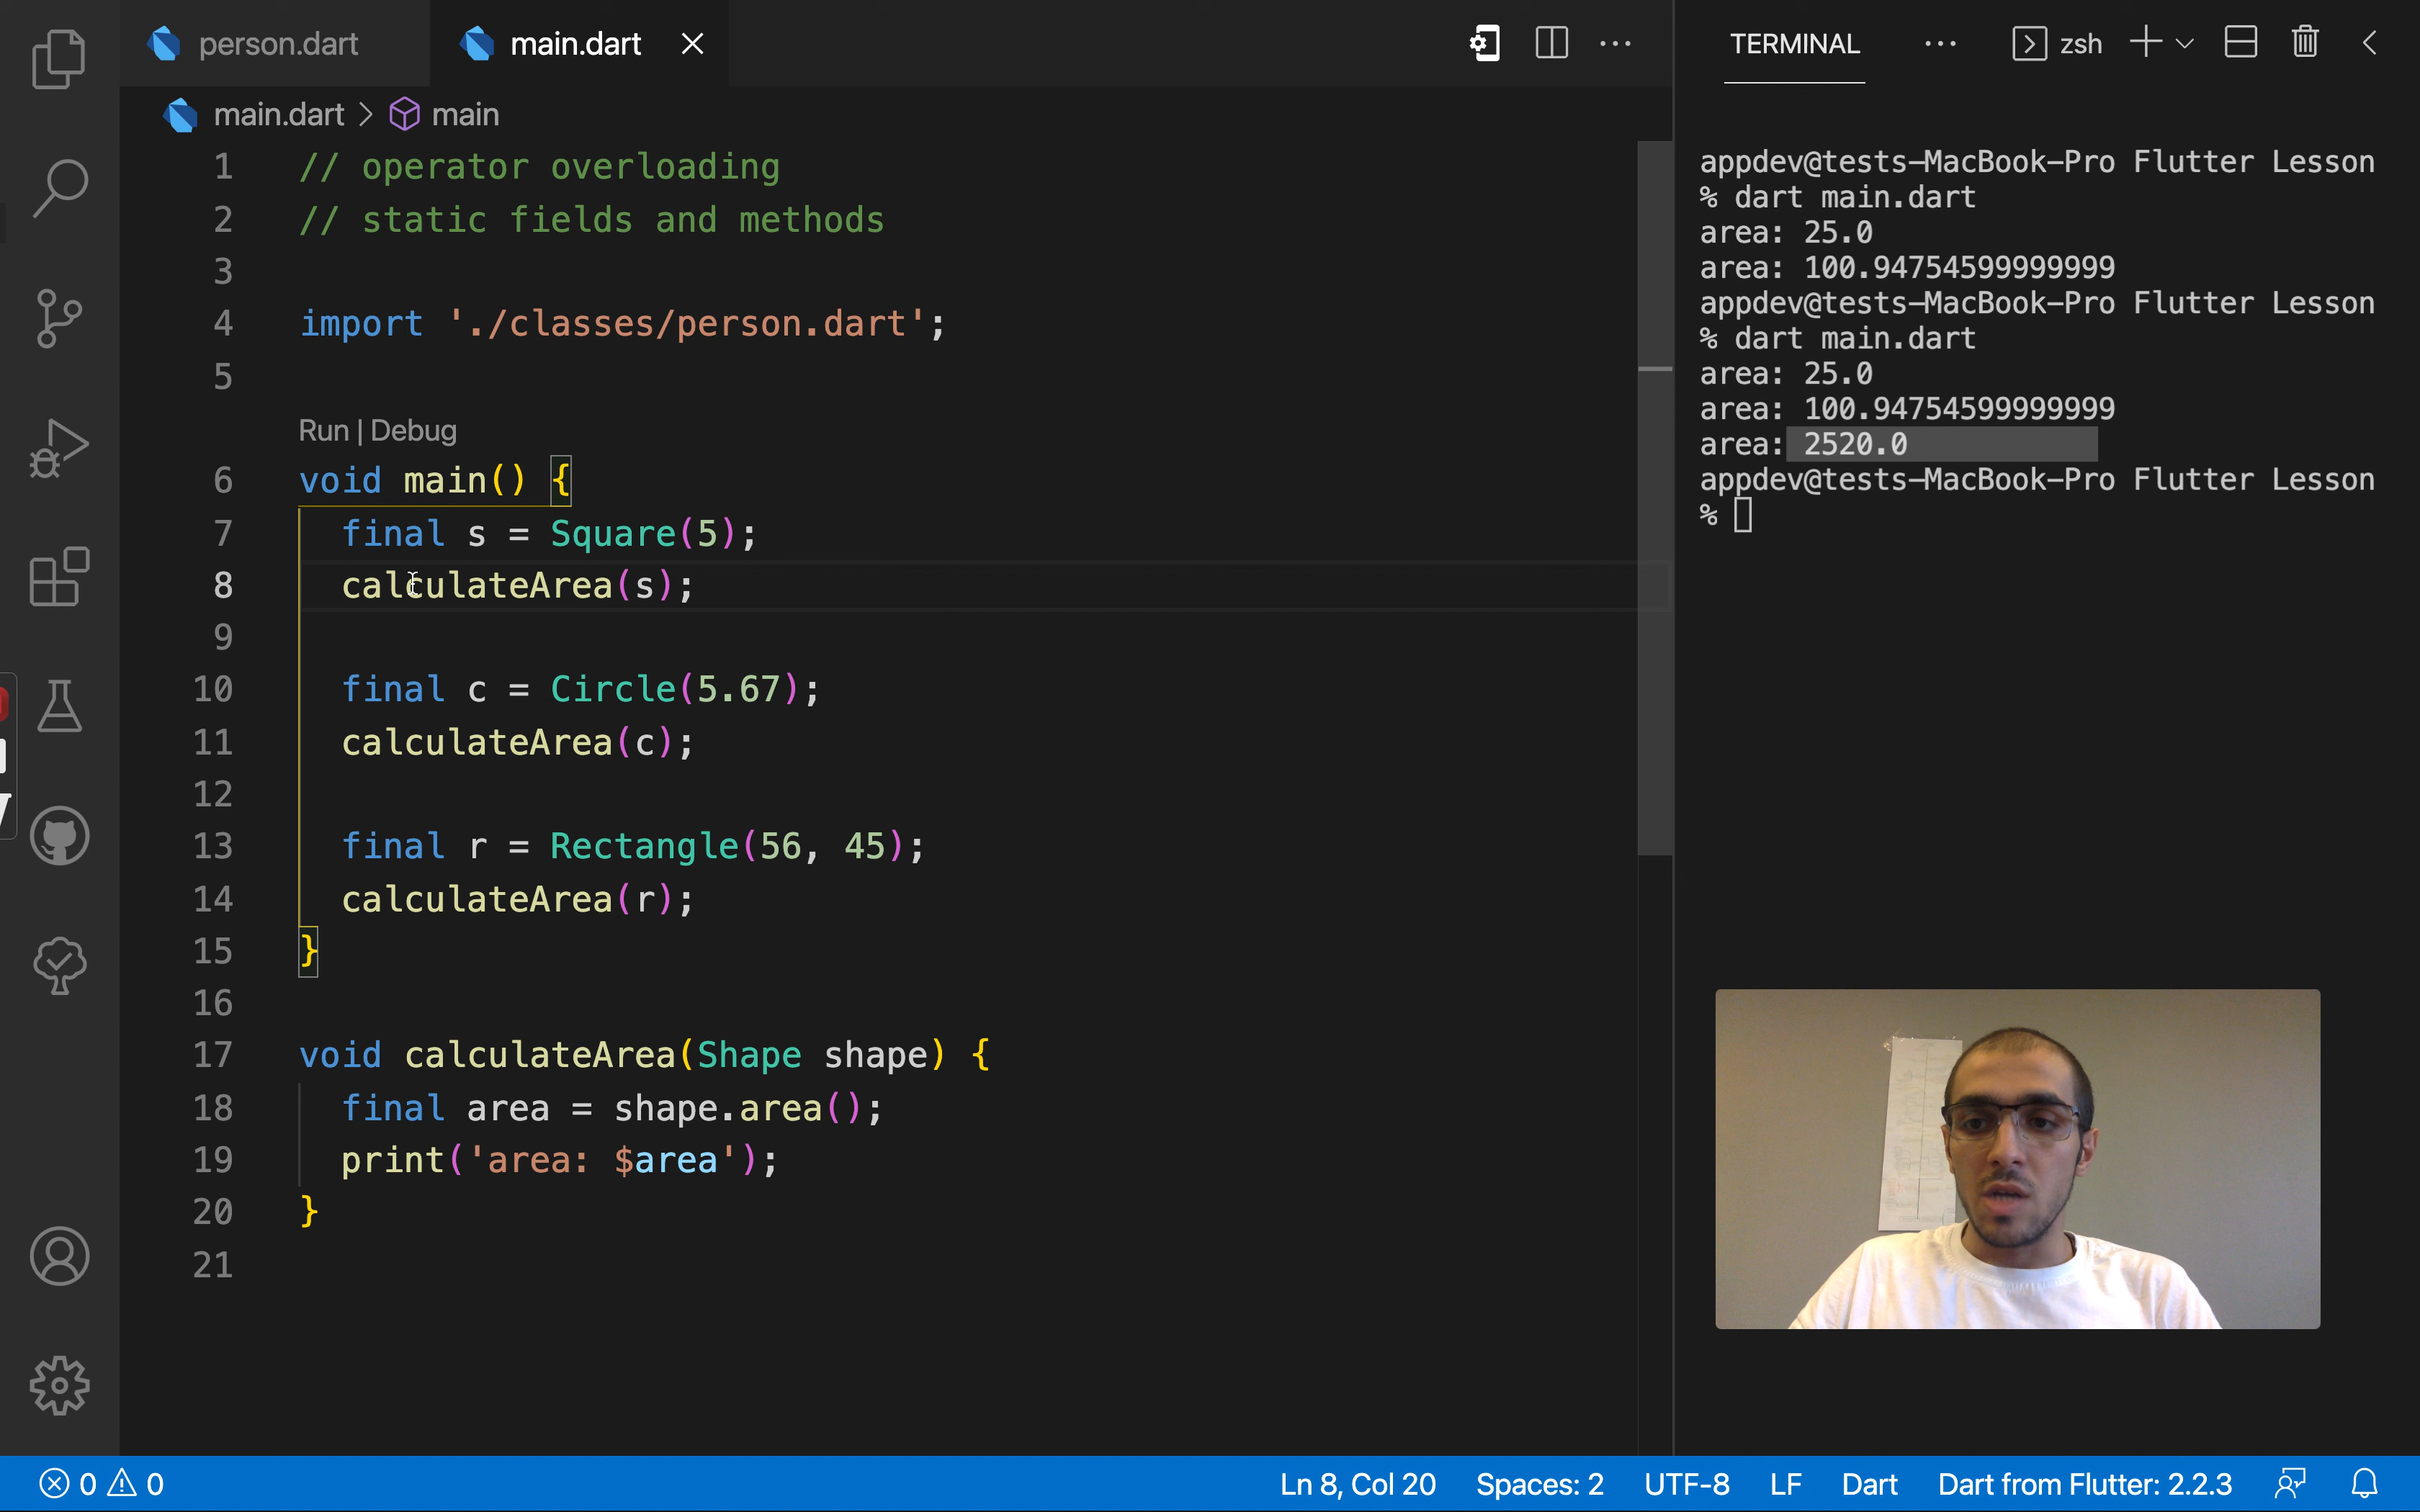 person.dart
main.dart
main.dart > main
1 // operator overloading
2 // static fields and methods
3
4 import './classes/person.dart';
5
Run | Debug
6 void main() {
7 final s = Square(5);
8 calculateArea(s);
9
10 final c = Circle(5.67);
11 calculateArea(c);
12
13 final r = Rectangle(56, 45);
14 calculateArea(r);
15 }
16
17 void calculateArea(Shape shape) {
18 final area = shape.area();
19 print('area: $area');
20 }
21
TERMINAL
zsh
appdev@tests-MacBook-Pro Flutter Lesson
% dart main.dart
area: 25.0
area: 100.94754599999999
appdev@tests-MacBook-Pro Flutter Lesson
% dart main.dart
area: 25.0
area: 100.94754599999999
area: 2520.0
appdev@tests-MacBook-Pro Flutter Lesson
%
0 0
Ln 8, Col 20
Spaces: 2
UTF-8
LF
Dart
Dart from Flutter: 2.2.3